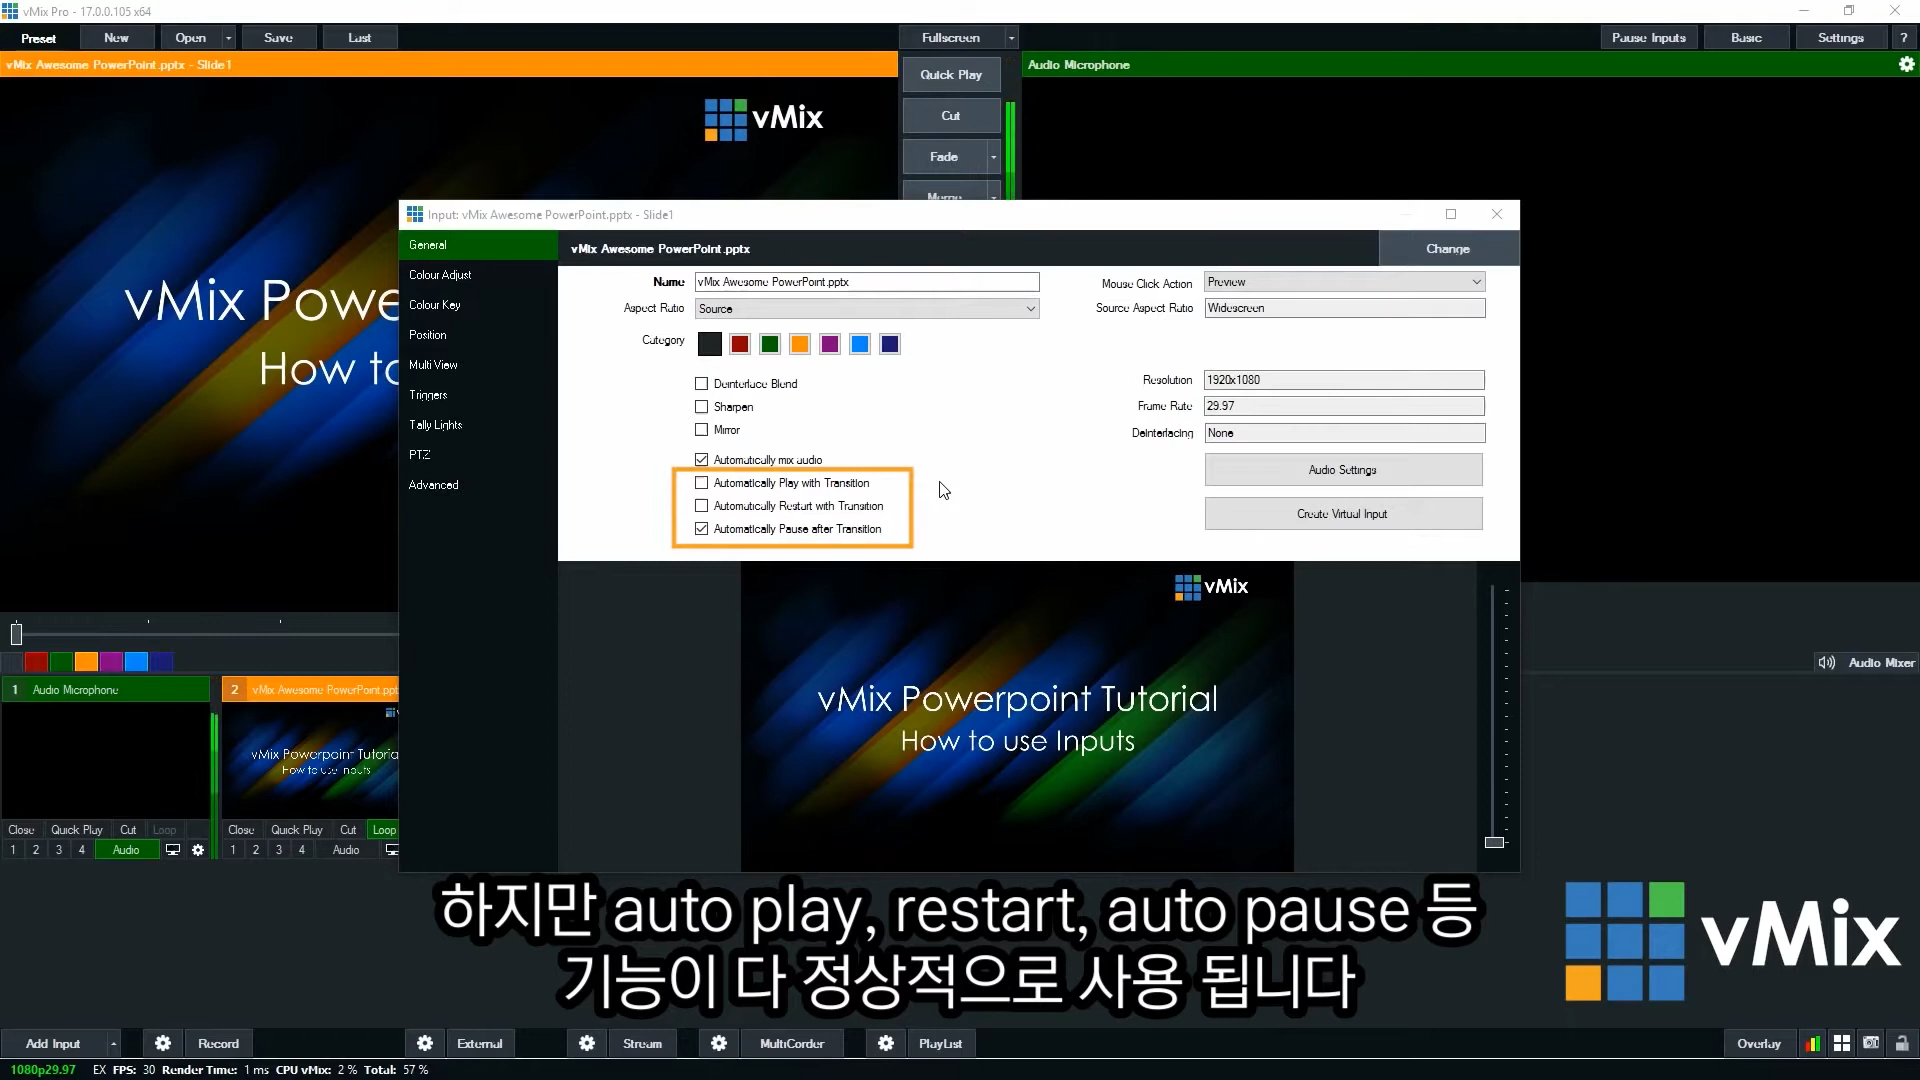 vMix Pro - 17.0.0.105 x64
Preset New Open Save Last Fullscreen Pause Inputs Basic Settings ?
vMix Awesome PowerPoint.pptx - Slide1
Audio Microphone
Quick Play
Cut
Fade
Merge
vMix
vMix Powe
How to
Input: vMix Awesome PowerPoint.pptx - Slide1
General
Colour Adjust
Colour Key
Position
Multi View
Triggers
Tally Lights
PTZ
Advanced
vMix Awesome PowerPoint.pptx
Change
Name vMix Awesome PowerPoint.pptx
Aspect Ratio Source
Category
Mouse Click Action Preview
Source Aspect Ratio Widescreen
Deinterlace Blend
Sharpen
Mirror
Automatically mix audio
Automatically Play with Transition
Automatically Restart with Transition
Automatically Pause after Transition
Resolution 1920x1080
Frame Rate 29.97
Deinterlacing None
Audio Settings
Create Virtual Input
vMix
vMix Powerpoint Tutorial
How to use Inputs
Audio Mixer
1 Audio Microphone
2 vMix Awesome PowerPoint.ppt
vMix Powerpoint Tutorial
How to use Inputs
Close Quick Play Cut Loop
1 2 3 4 Audio
Close Quick Play Cut Loop
1 2 3 4 Audio
하지만 auto play, restart, auto pause 등
기능이 다 정상적으로 사용 됩니다
vMix
Add Input Record External Stream MultiCorder PlayList Overlay
1080p29.97 EX FPS: 30 Render Time: 1 ms CPU vMix: 2 % Total: 57 %